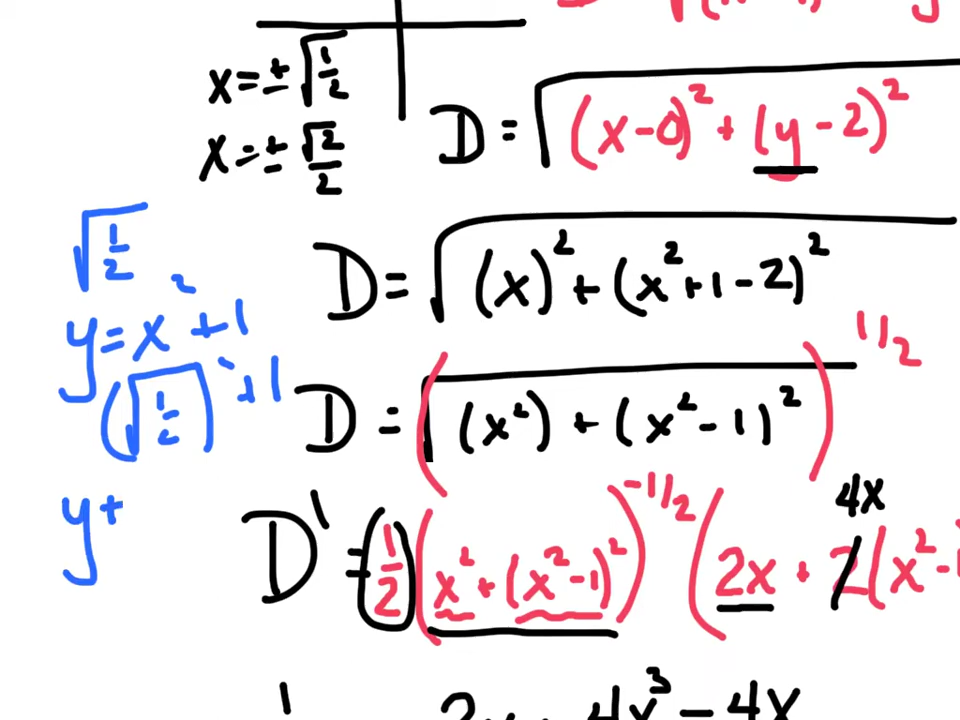 x=±√(1/2)
x=±√2/2
D=√((x-0)²+(y-2)²)
√(1/2)
D=√((x)²+(x²+1-2)²)
y=x²+1
(√(1/2))²+1
D=(√((x²)+(x²-1)²))^1/2
y+
4x
D'=1/2(x²+(x²-1)²)^-1/2(2x+2(x²-
4x³-4x